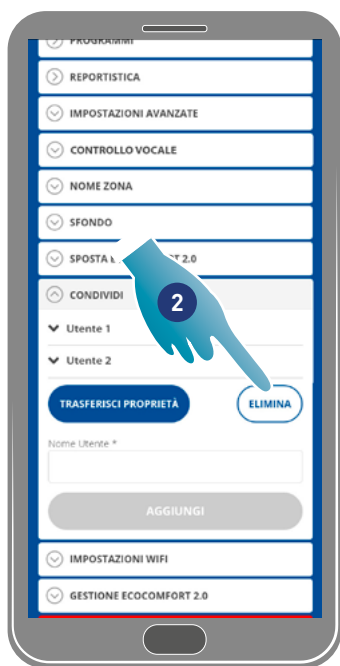 PROGRAMMI
REPORTISTICA
IMPOSTAZIONI AVANZATE
CONTROLLO VOCALE
NOME ZONA
SFONDO
SPOSTA 2.0
CONDIVIDI
2
Utente 1
Utente 2
TRASFERISCI PROPRIETÀ
ELIMINA
Nome Utente *
AGGIUNGI
IMPOSTAZIONI WIFI
GESTIONE ECOCOMFORT 2.0